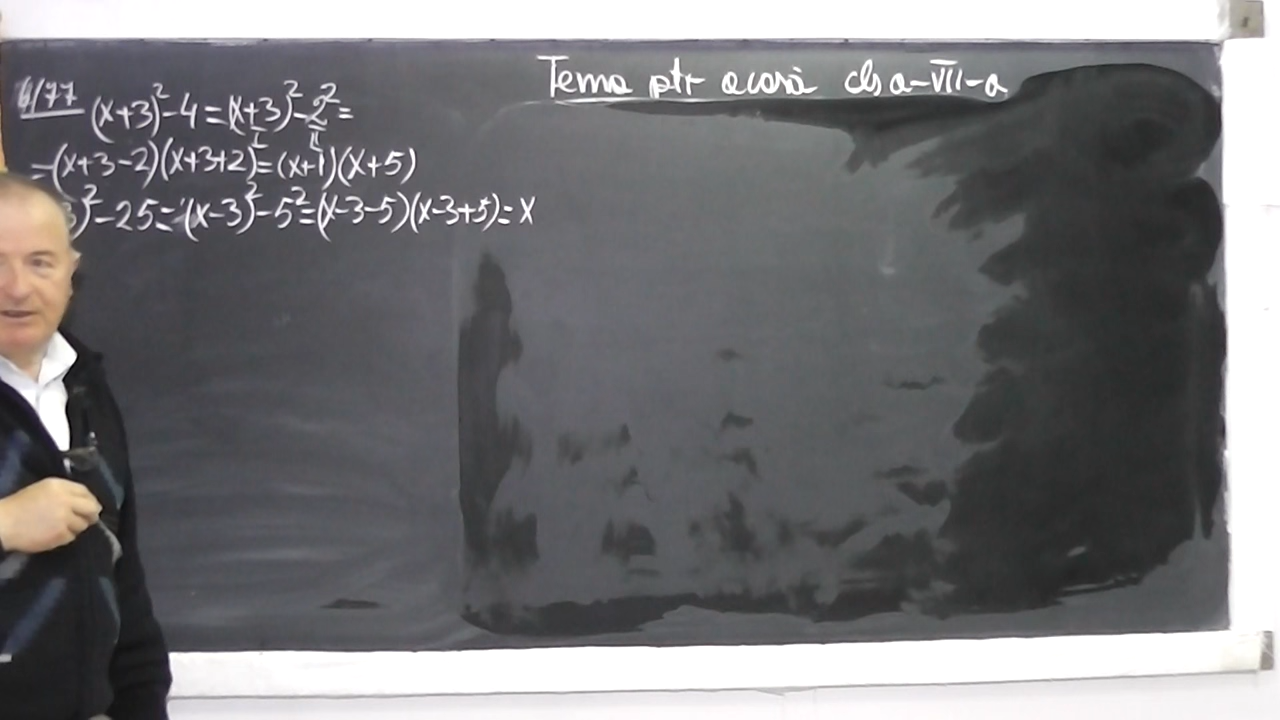 Tema ptr acasă cls a-VII-a
6/77 (x+3)²-4=(x+3)²-2²=
=(x+3-2)(x+3+2)=(x+1)(x+5)
3)²-25=(x-3)²-5²=(x-3-5)(x-3+5)=x